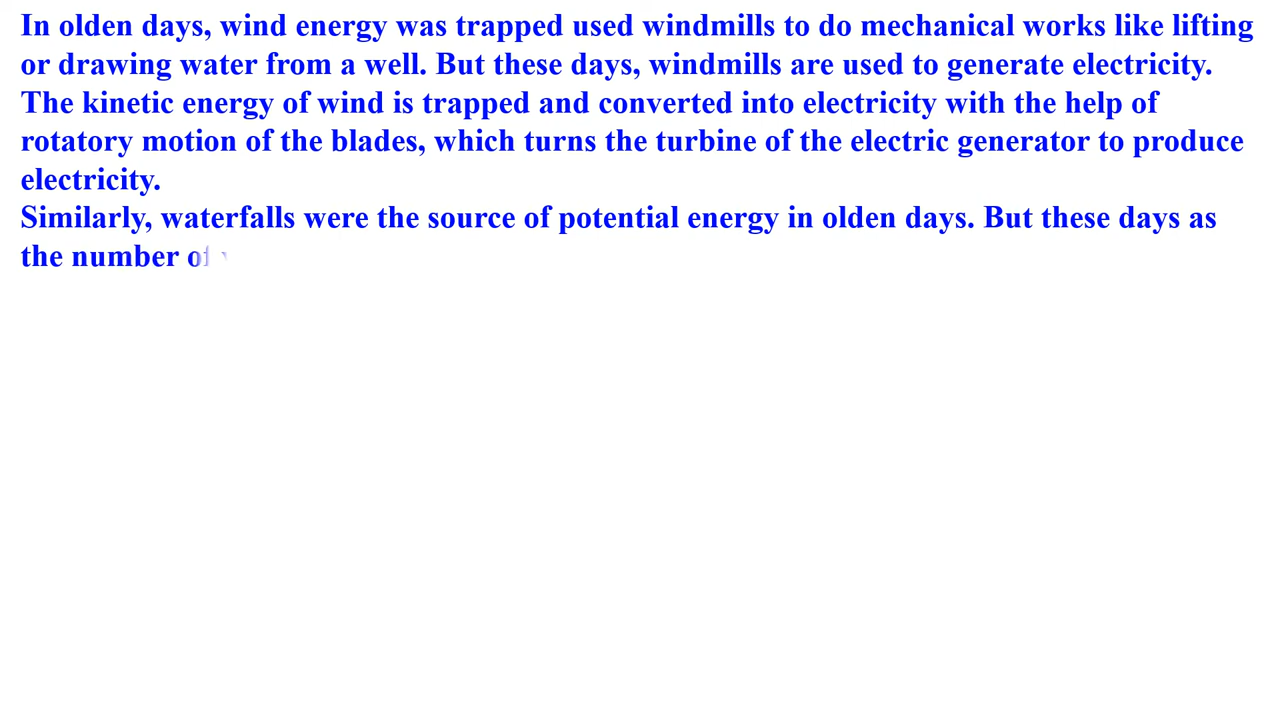 In olden days, wind energy was trapped used windmills to do mechanical works like lifting
or drawing water from a well. But these days, windmills are used to generate electricity.
The kinetic energy of wind is trapped and converted into electricity with the help of
rotatory motion of the blades, which turns the turbine of the electric generator to produce
electricity.
Similarly, waterfalls were the source of potential energy in olden days. But these days as
the number of